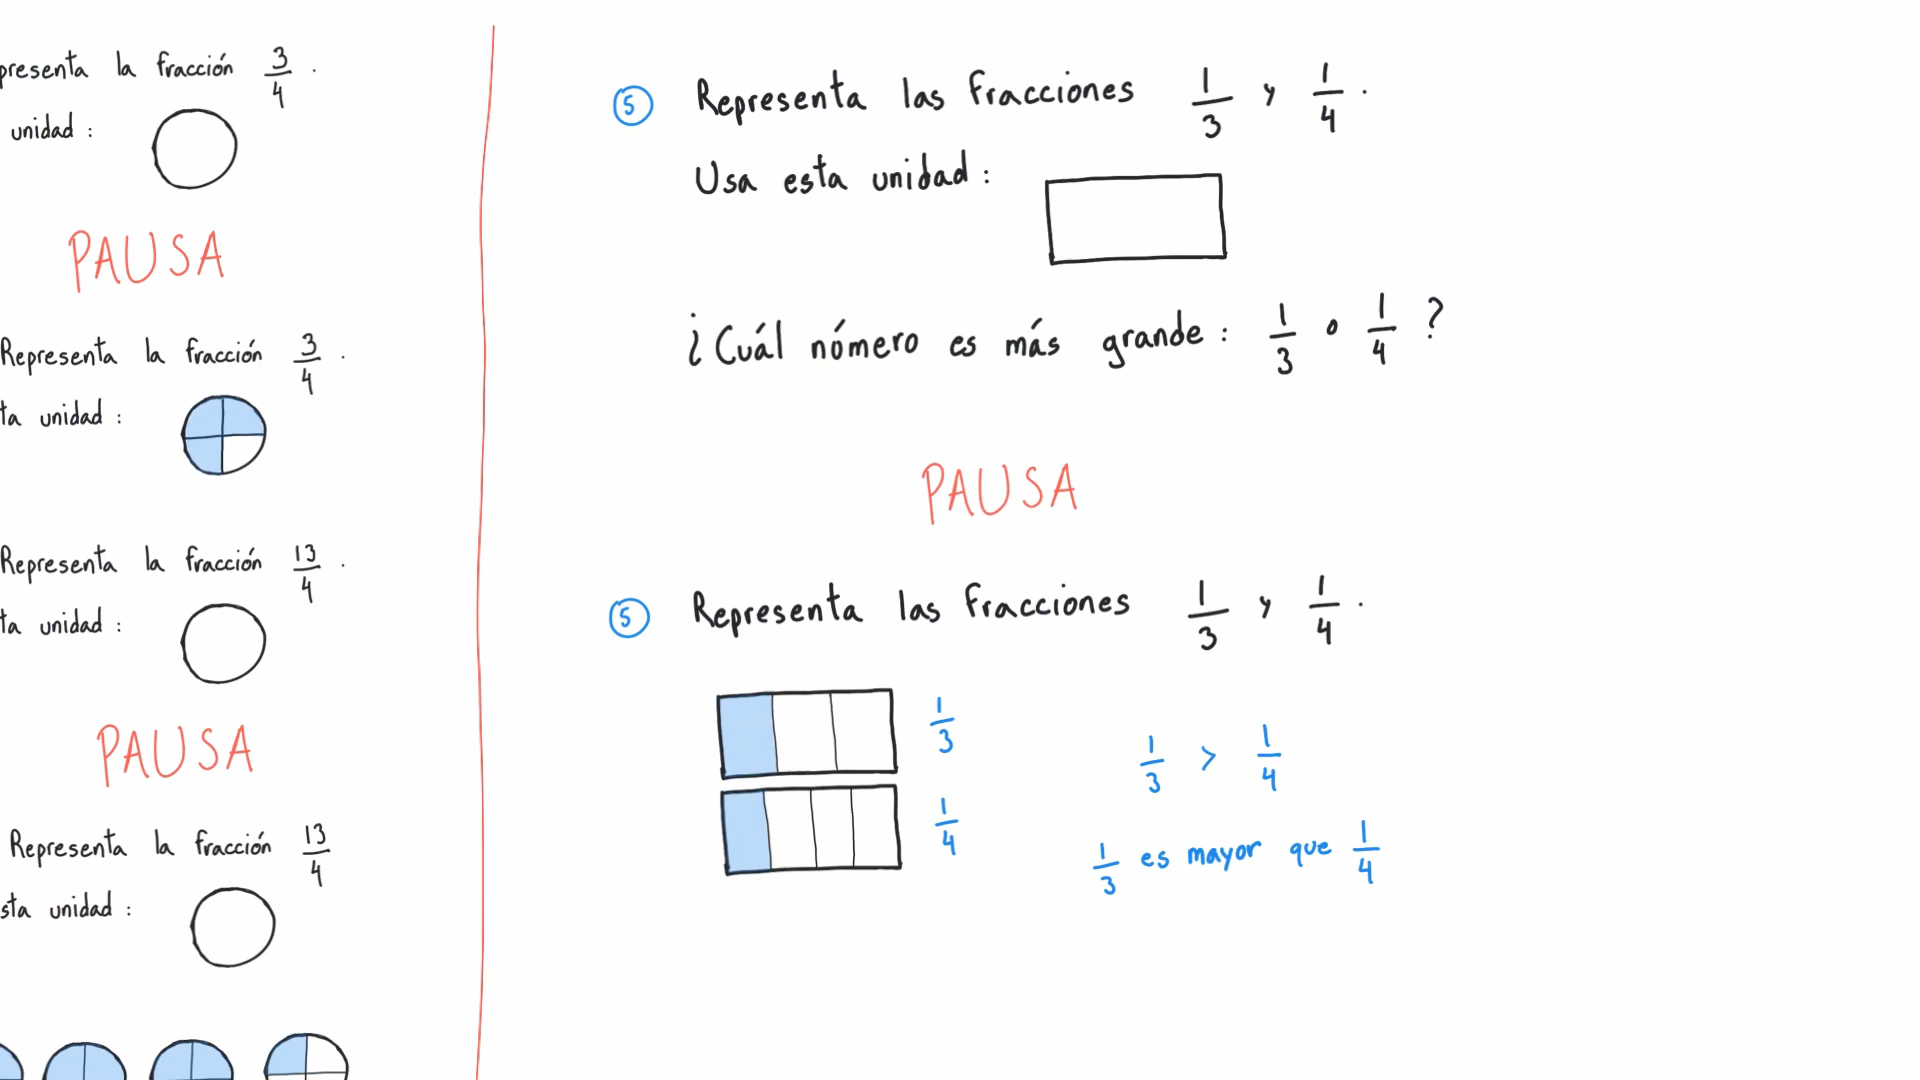 presenta la fracción 3/4 .
unidad :
PAUSA
Representa la fracción 3/4 .
ta unidad :
Representa la fracción 13/4 .
ta unidad :
PAUSA
Representa la fracción 13/4
sta unidad :
5 Representa las fracciones 1/3 y 1/4 .
Usa esta unidad :
¿Cuál nómero es más grande : 1/3 o 1/4 ?
PAUSA
5 Representa las fracciones 1/3 y 1/4 .
1/3
1/4
1/3 > 1/4
1/3 es mayor que 1/4